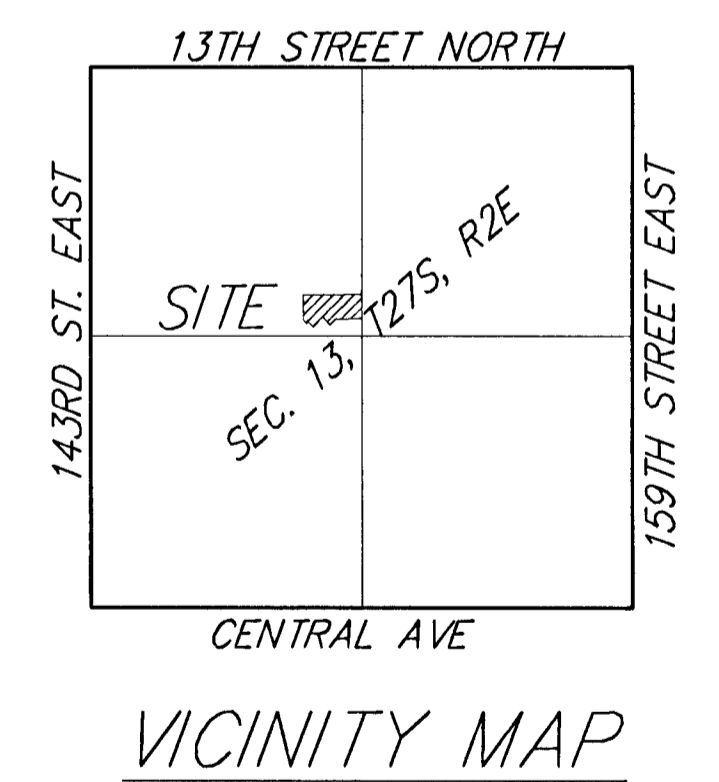 13TH STREET NORTH
143RD ST. EAST
159TH STREET EAST
SITE
SEC. 13, T27S, R2E
CENTRAL AVE
VICINITY MAP